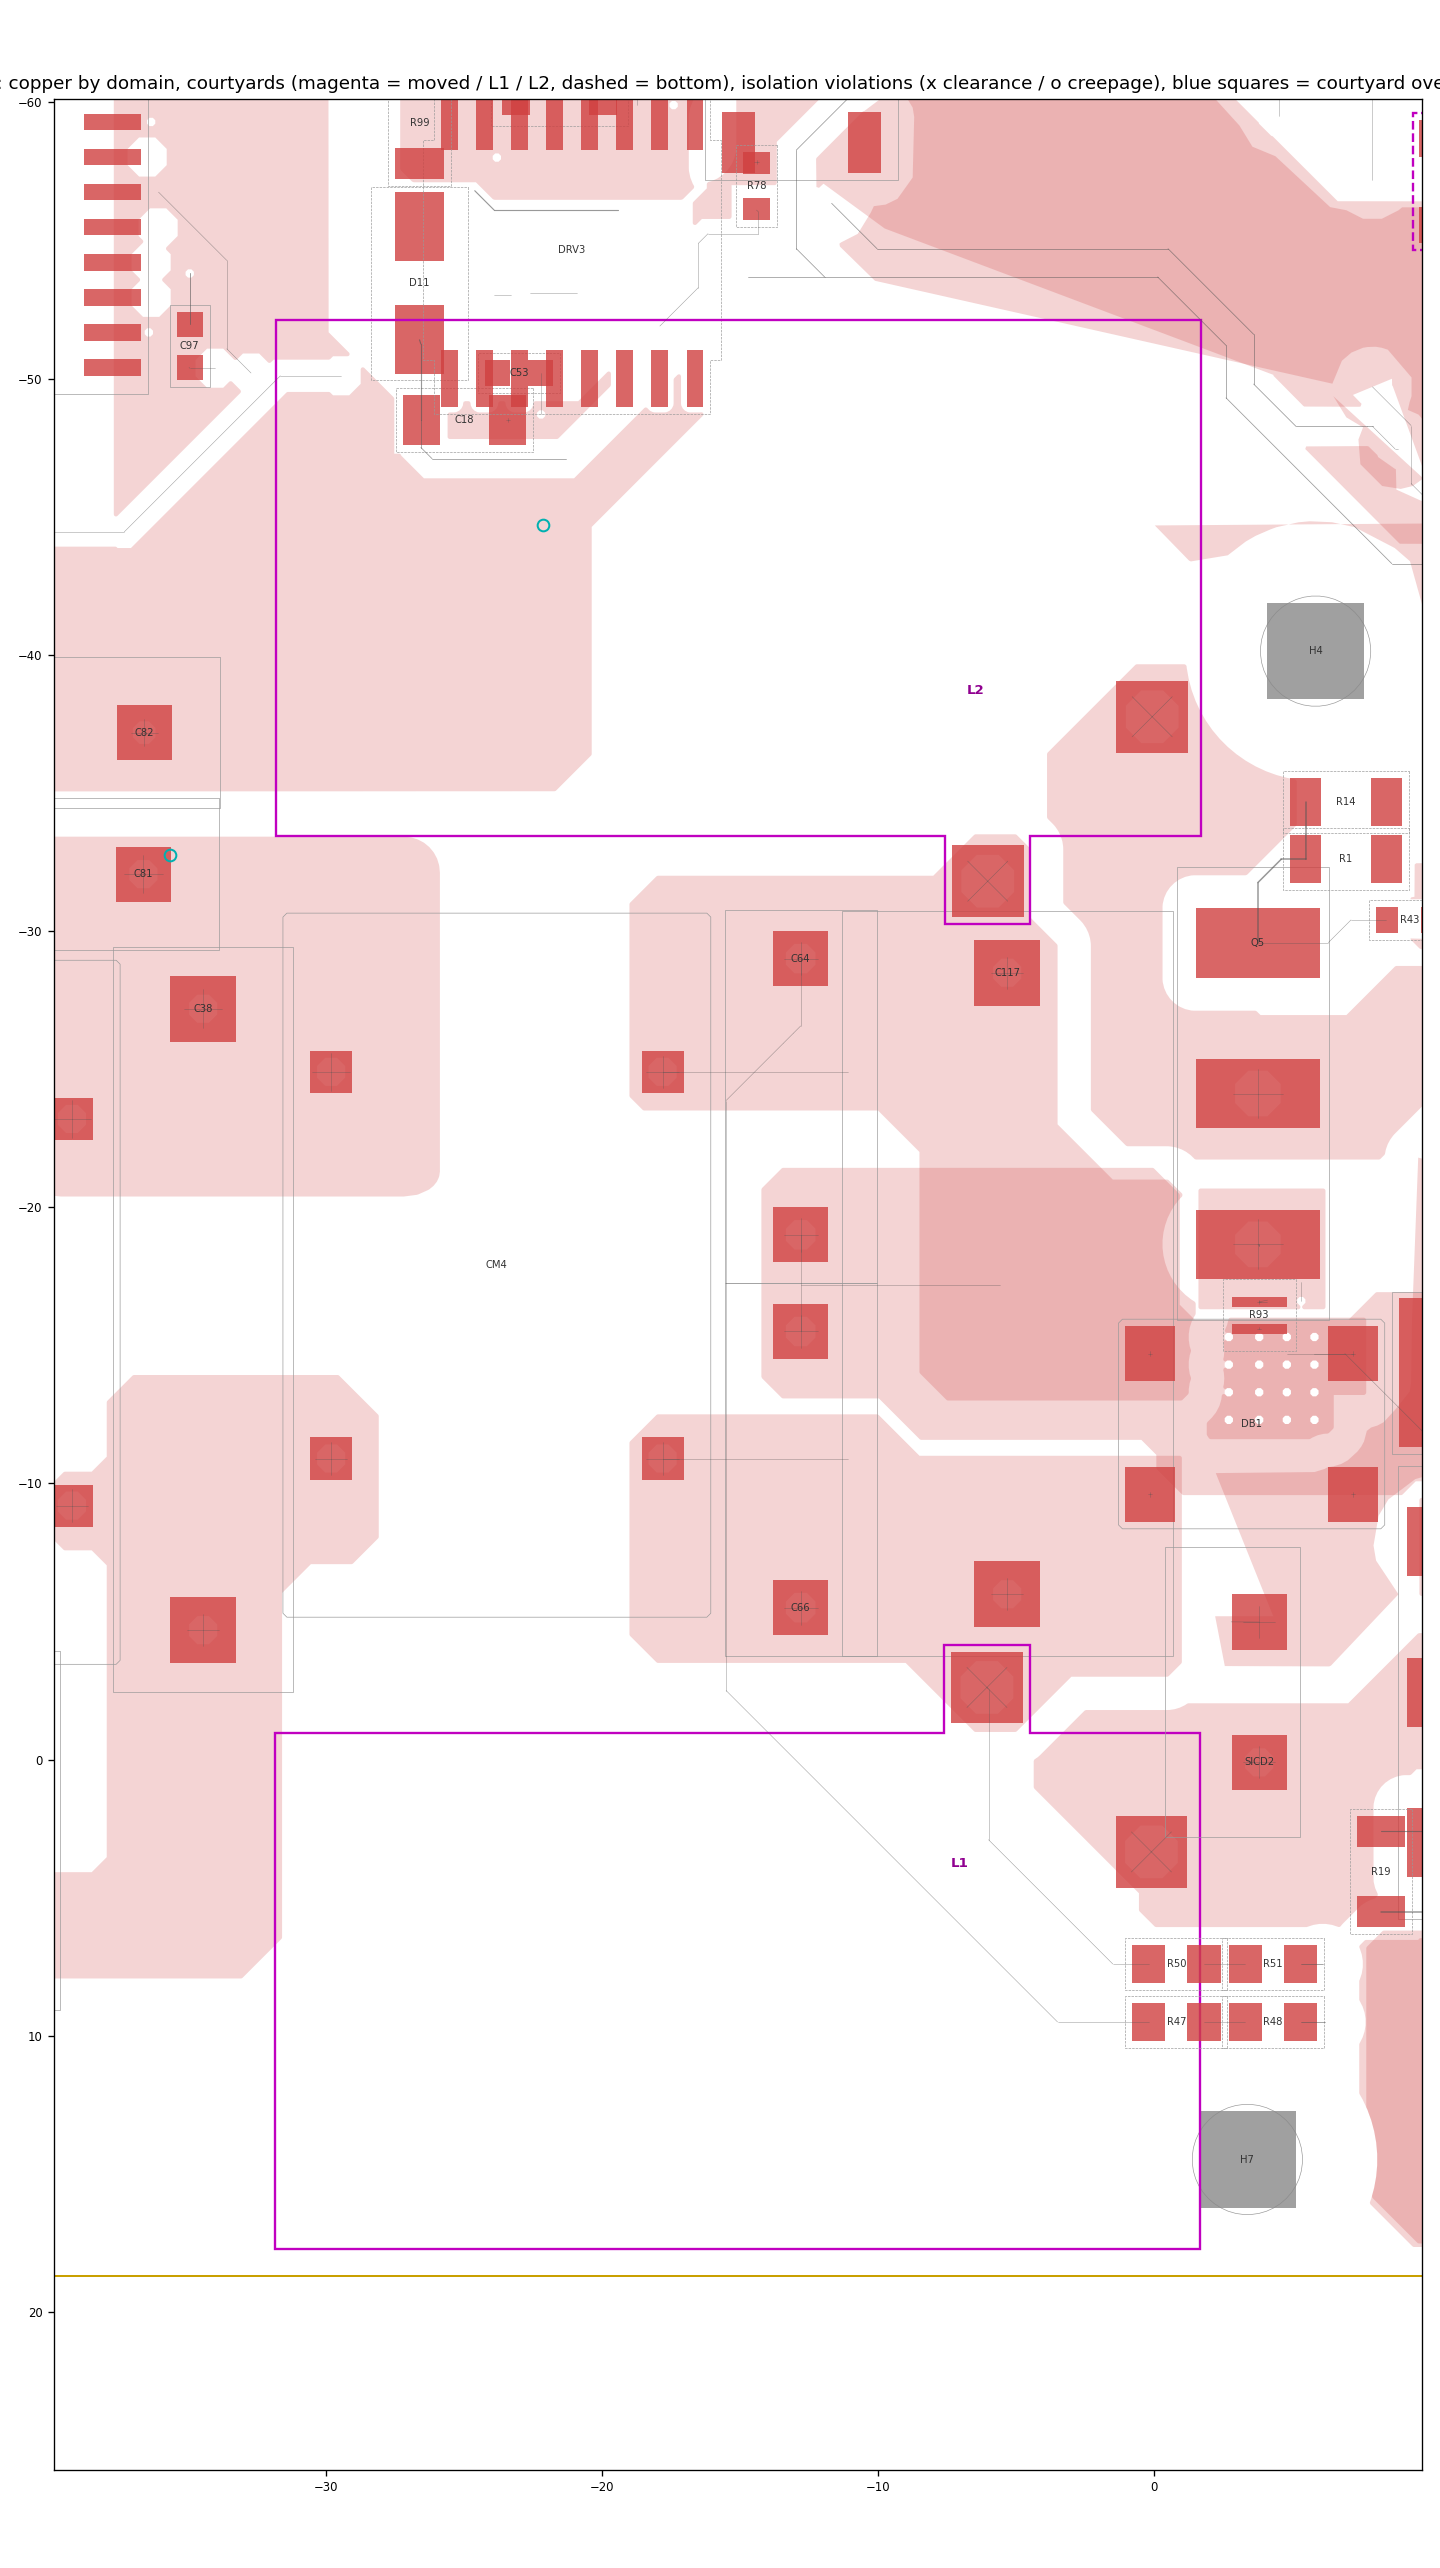 : copper by domain, courtyards (magenta = moved / L1 / L2, dashed = bottom), isolation violations (x clearance / o creepage), blue squares = courtyard ove
−60
R99
R78
DRV3
D11
C97
−50
C53
C18
−40
H4
L2
C82
R14
R1
C81
−30
R43
Q5
C64
C117
C38
−20
CM4
R93
DB1
−10
C66
0
SICD2
L1
R19
R50
R51
10
R47
R48
H7
20
−30
−20
−10
0